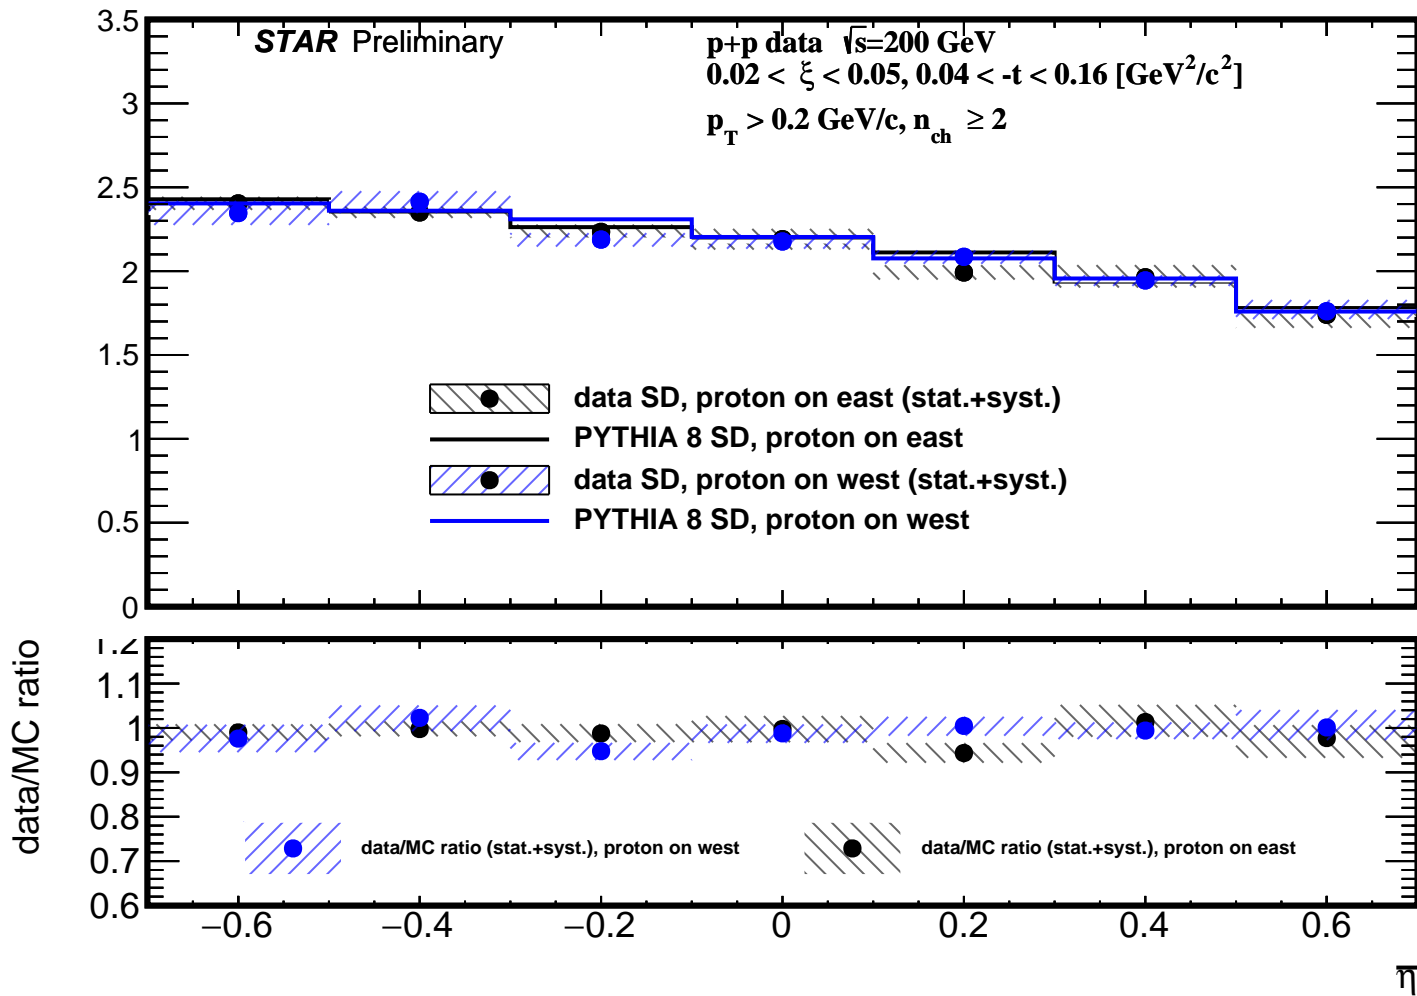 STAR Preliminary
p+p data √s=200 GeV
0.02 < ξ < 0.05, 0.04 < -t < 0.16 [GeV²/c²]
p_T > 0.2 GeV/c, n_ch ≥ 2
3.5
3
2.5
2
1.5
1
0.5
0
data SD, proton on east (stat.+syst.)
PYTHIA 8 SD, proton on east
data SD, proton on west (stat.+syst.)
PYTHIA 8 SD, proton on west
data/MC ratio
1.2
1.1
1
0.9
0.8
0.7
0.6
data/MC ratio (stat.+syst.), proton on west
data/MC ratio (stat.+syst.), proton on east
−0.6 −0.4 −0.2 0 0.2 0.4 0.6
η̅